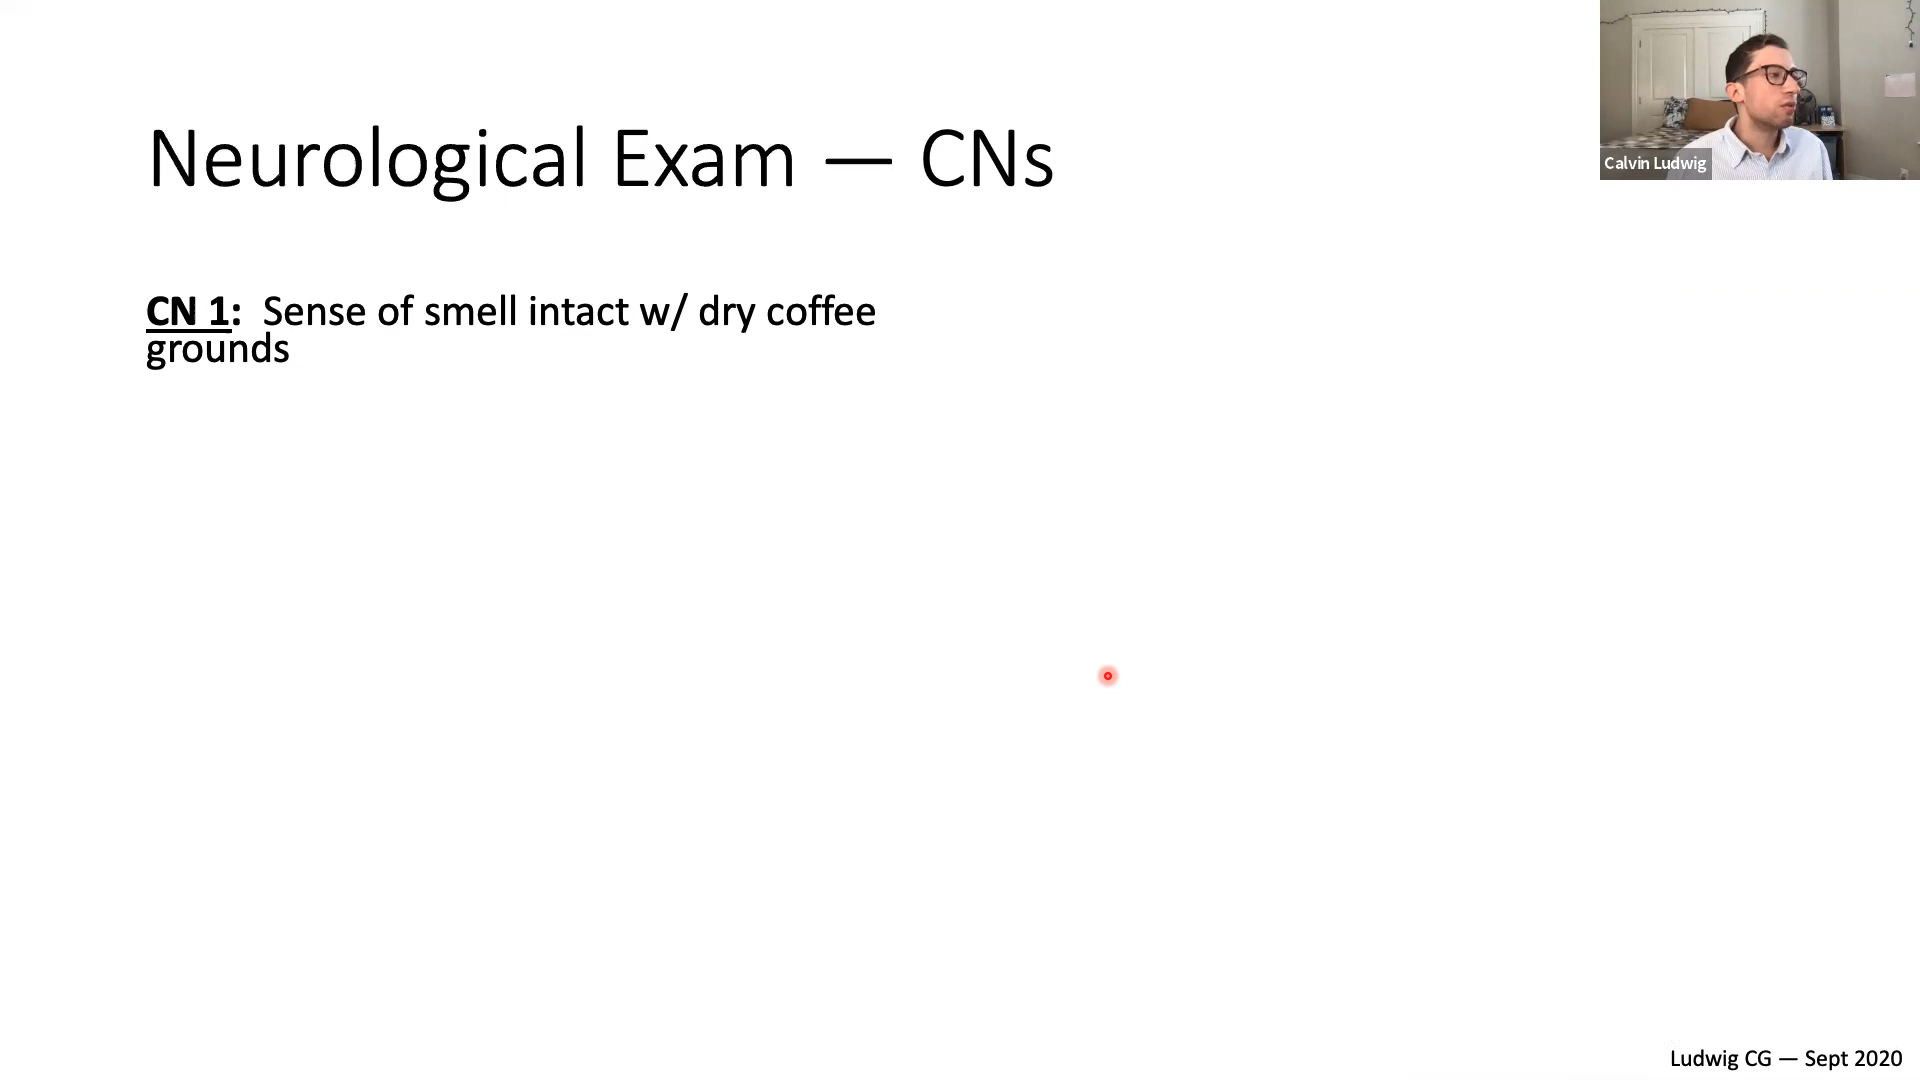 Neurological Exam — CNs
Calvin Ludwig
CN 1:  Sense of smell intact w/ dry coffee
grounds
Ludwig CG — Sept 2020